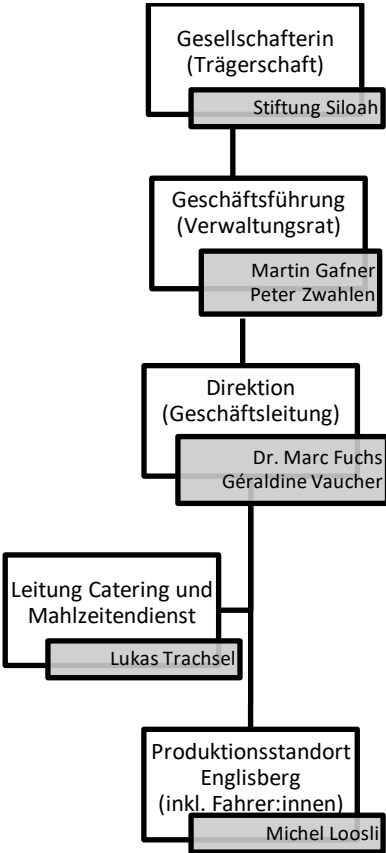 Gesellschafterin
(Trägerschaft)
Stiftung Siloah
Geschäftsführung
(Verwaltungsrat)
Martin Gafner
Peter Zwahlen
Direktion
(Geschäftsleitung)
Dr. Marc Fuchs
Géraldine Vaucher
Leitung Catering und
Mahlzeitendienst
Lukas Trachsel
Produktionsstandort
Englisberg
(inkl. Fahrer:innen)
Michel Loosli